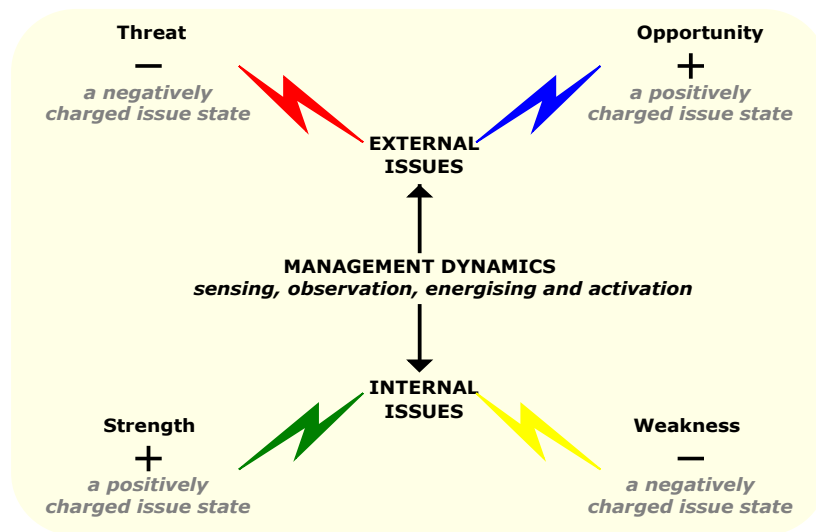 Threat
−
a negatively
charged issue state
Opportunity
+
a positively
charged issue state
EXTERNAL
ISSUES
MANAGEMENT DYNAMICS
sensing, observation, energising and activation
INTERNAL
ISSUES
Strength
+
a positively
charged issue state
Weakness
−
a negatively
charged issue state